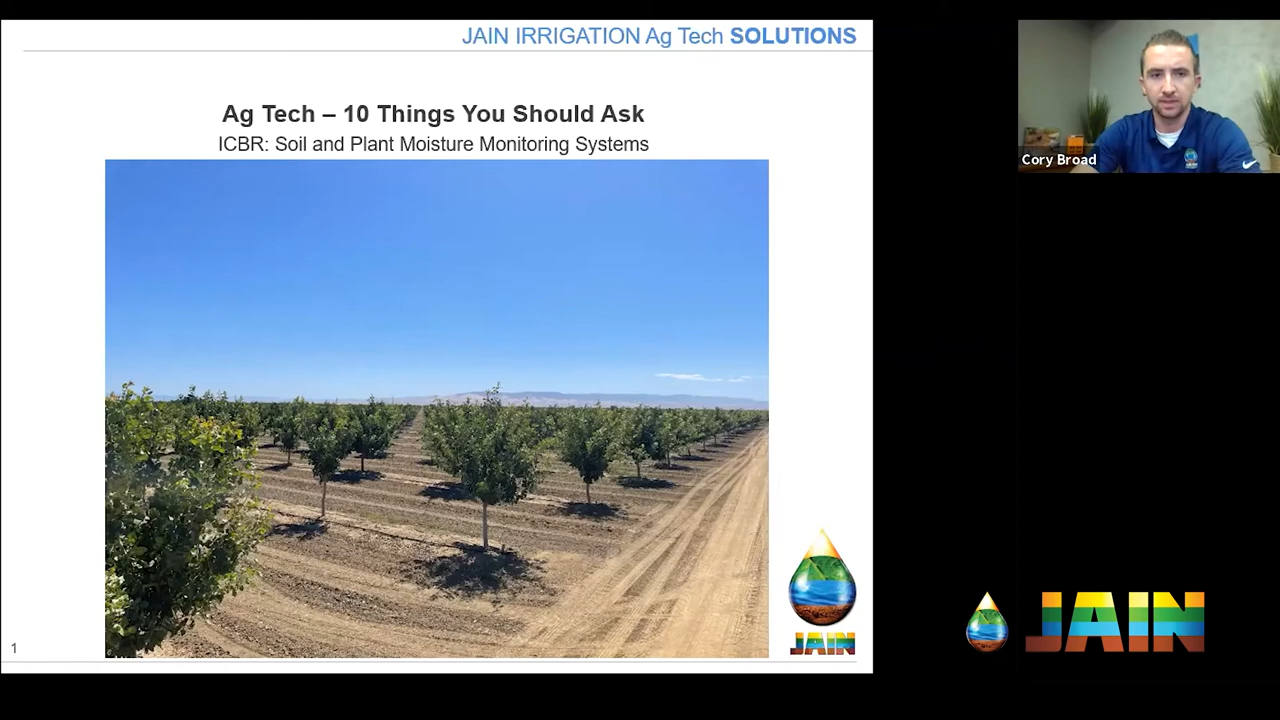 JAIN IRRIGATION Ag Tech SOLUTIONS
Ag Tech – 10 Things You Should Ask
ICBR: Soil and Plant Moisture Monitoring Systems
Cory Broad
JAIN
JAIN
1